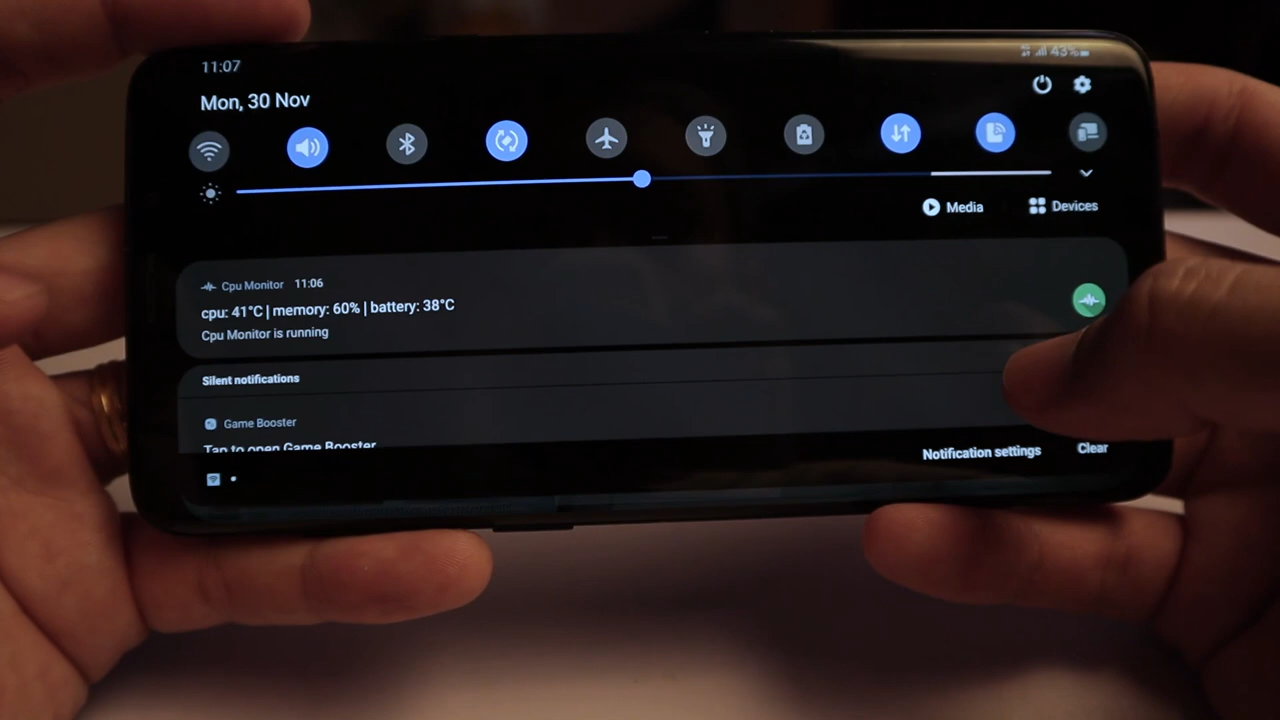 11:07
43%
Mon, 30 Nov
Media
Devices
Cpu Monitor 11:06
cpu: 41°C | memory: 60% | battery: 38°C
Cpu Monitor is running
Silent notifications
Game Booster
Tap to open Game Booster
Notification settings
Clear